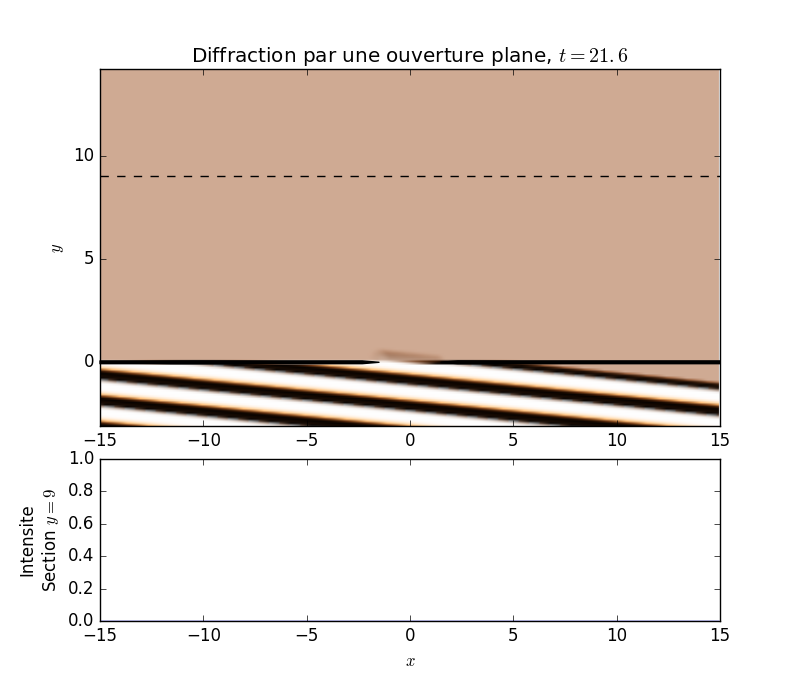 Diffraction par une ouverture plane, t = 21.6
10
5
0
y
−15 −10 −5 0 5 10 15
1.0
0.8
0.6
0.4
0.2
0.0
Intensite
Section y = 9
−15 −10 −5 0 5 10 15
x